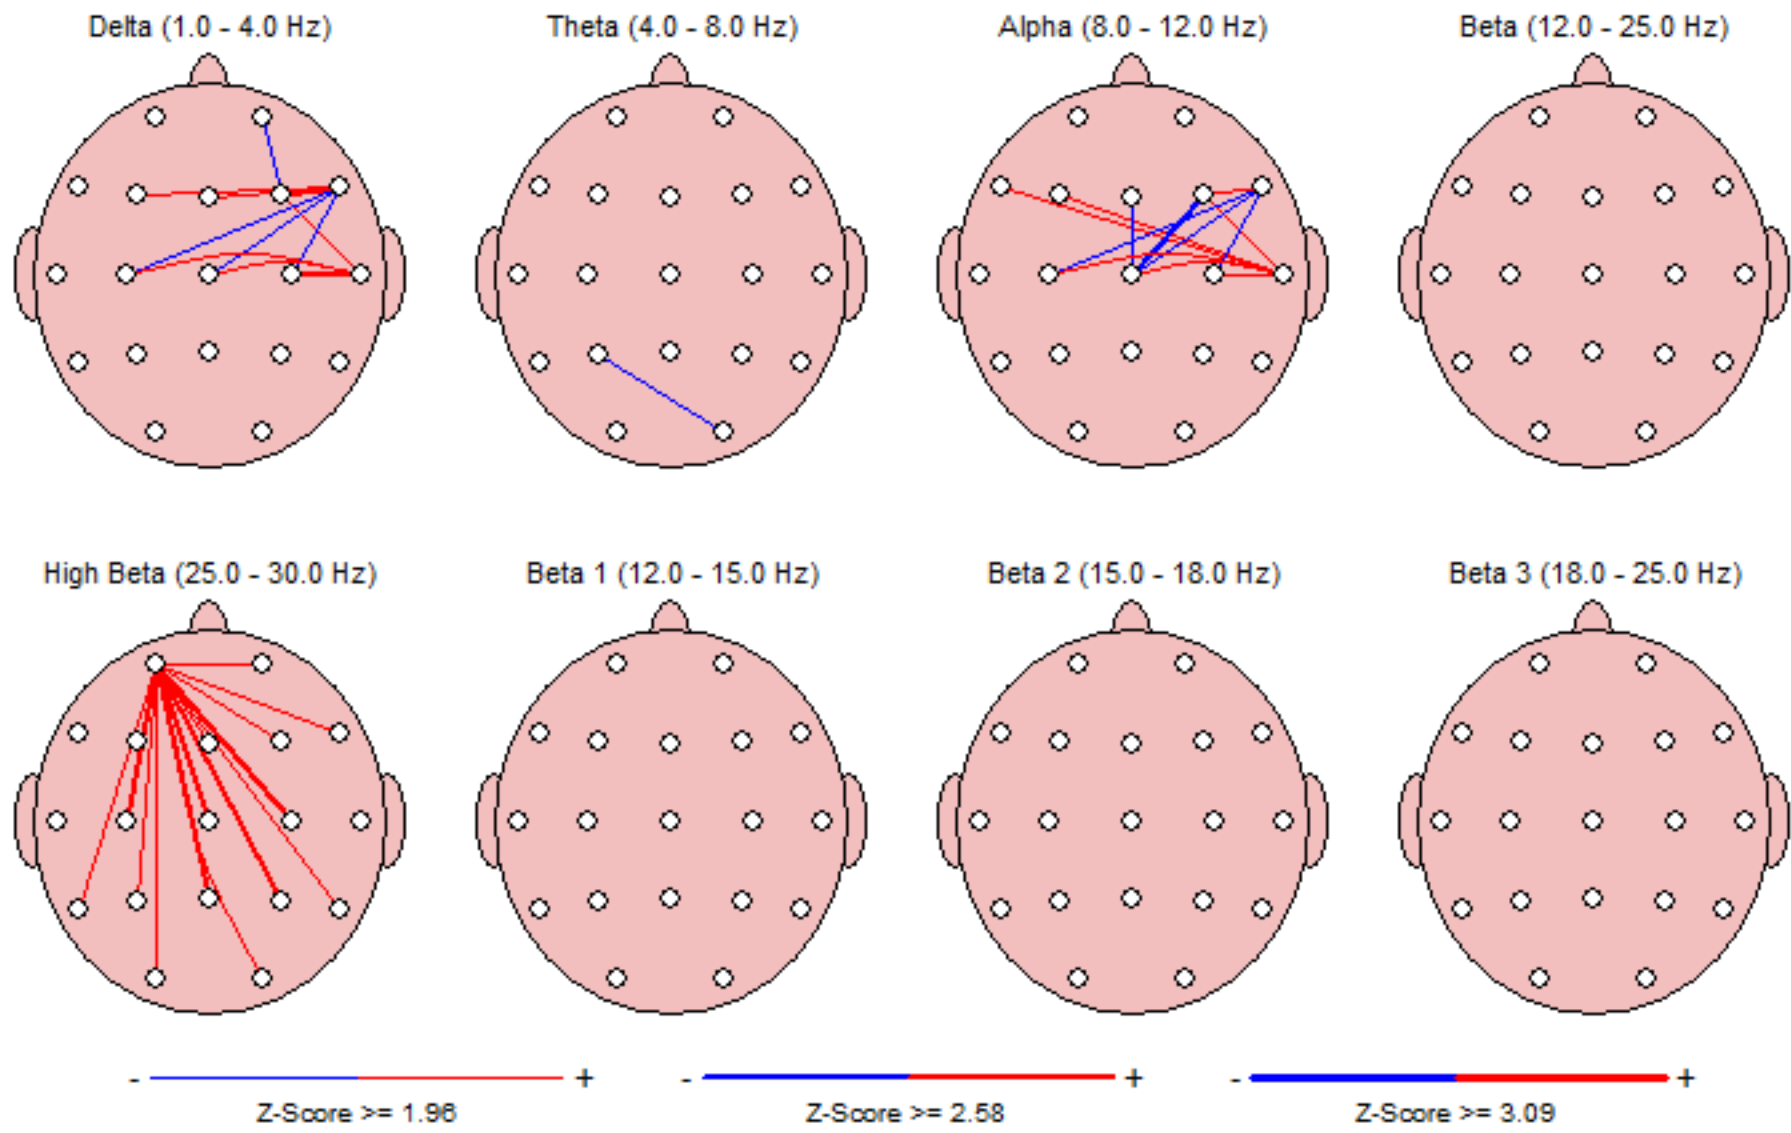 Delta (1.0 - 4.0 Hz)
Theta (4.0 - 8.0 Hz)
Alpha (8.0 - 12.0 Hz)
Beta (12.0 - 25.0 Hz)
High Beta (25.0 - 30.0 Hz)
Beta 1 (12.0 - 15.0 Hz)
Beta 2 (15.0 - 18.0 Hz)
Beta 3 (18.0 - 25.0 Hz)
- +
- +
- +
Z-Score >= 1.96
Z-Score >= 2.58
Z-Score >= 3.09